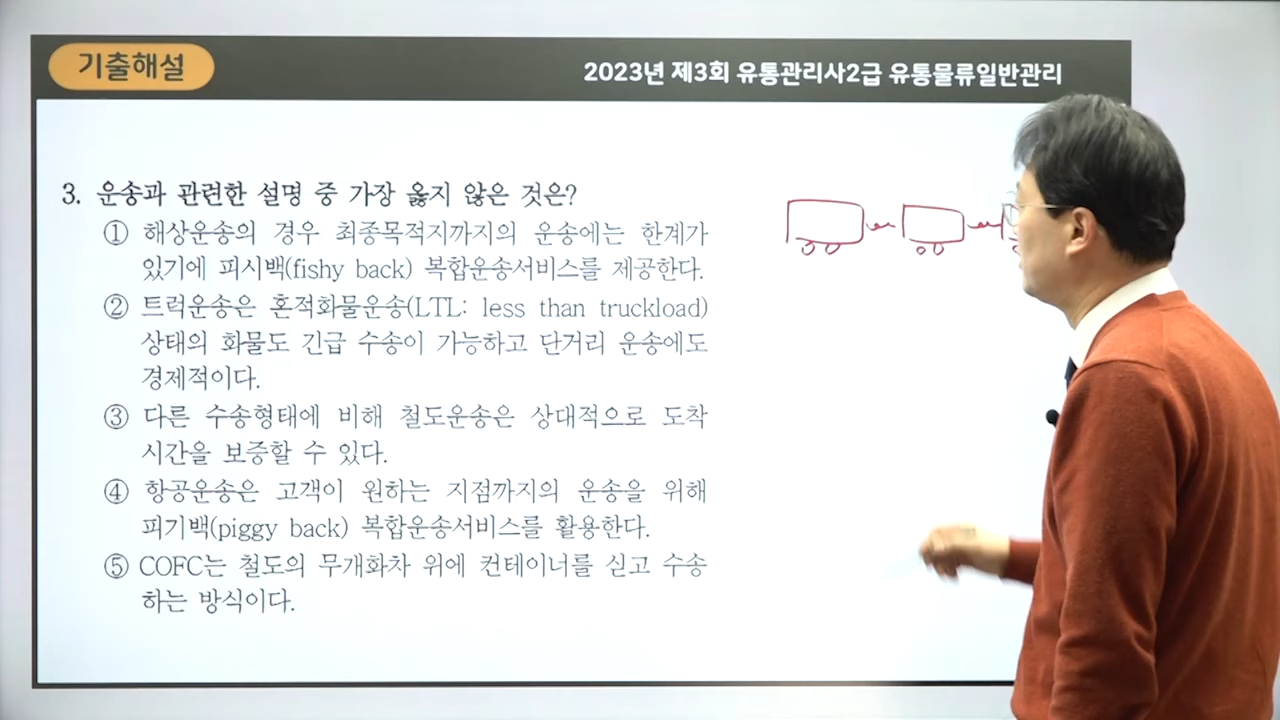 기출해설
2023년 제3회 유통관리사2급 유통물류일반관리
3. 운송과 관련한 설명 중 가장 옳지 않은 것은?
① 해상운송의 경우 최종목적지까지의 운송에는 한계가
있기에 피시백(fishy back) 복합운송서비스를 제공한다.
② 트럭운송은 혼적화물운송(LTL: less than truckload)
상태의 화물도 긴급 수송이 가능하고 단거리 운송에도
경제적이다.
③ 다른 수송형태에 비해 철도운송은 상대적으로 도착
시간을 보증할 수 있다.
④ 항공운송은 고객이 원하는 지점까지의 운송을 위해
피기백(piggy back) 복합운송서비스를 활용한다.
⑤ COFC는 철도의 무개화차 위에 컨테이너를 싣고 수송
하는 방식이다.